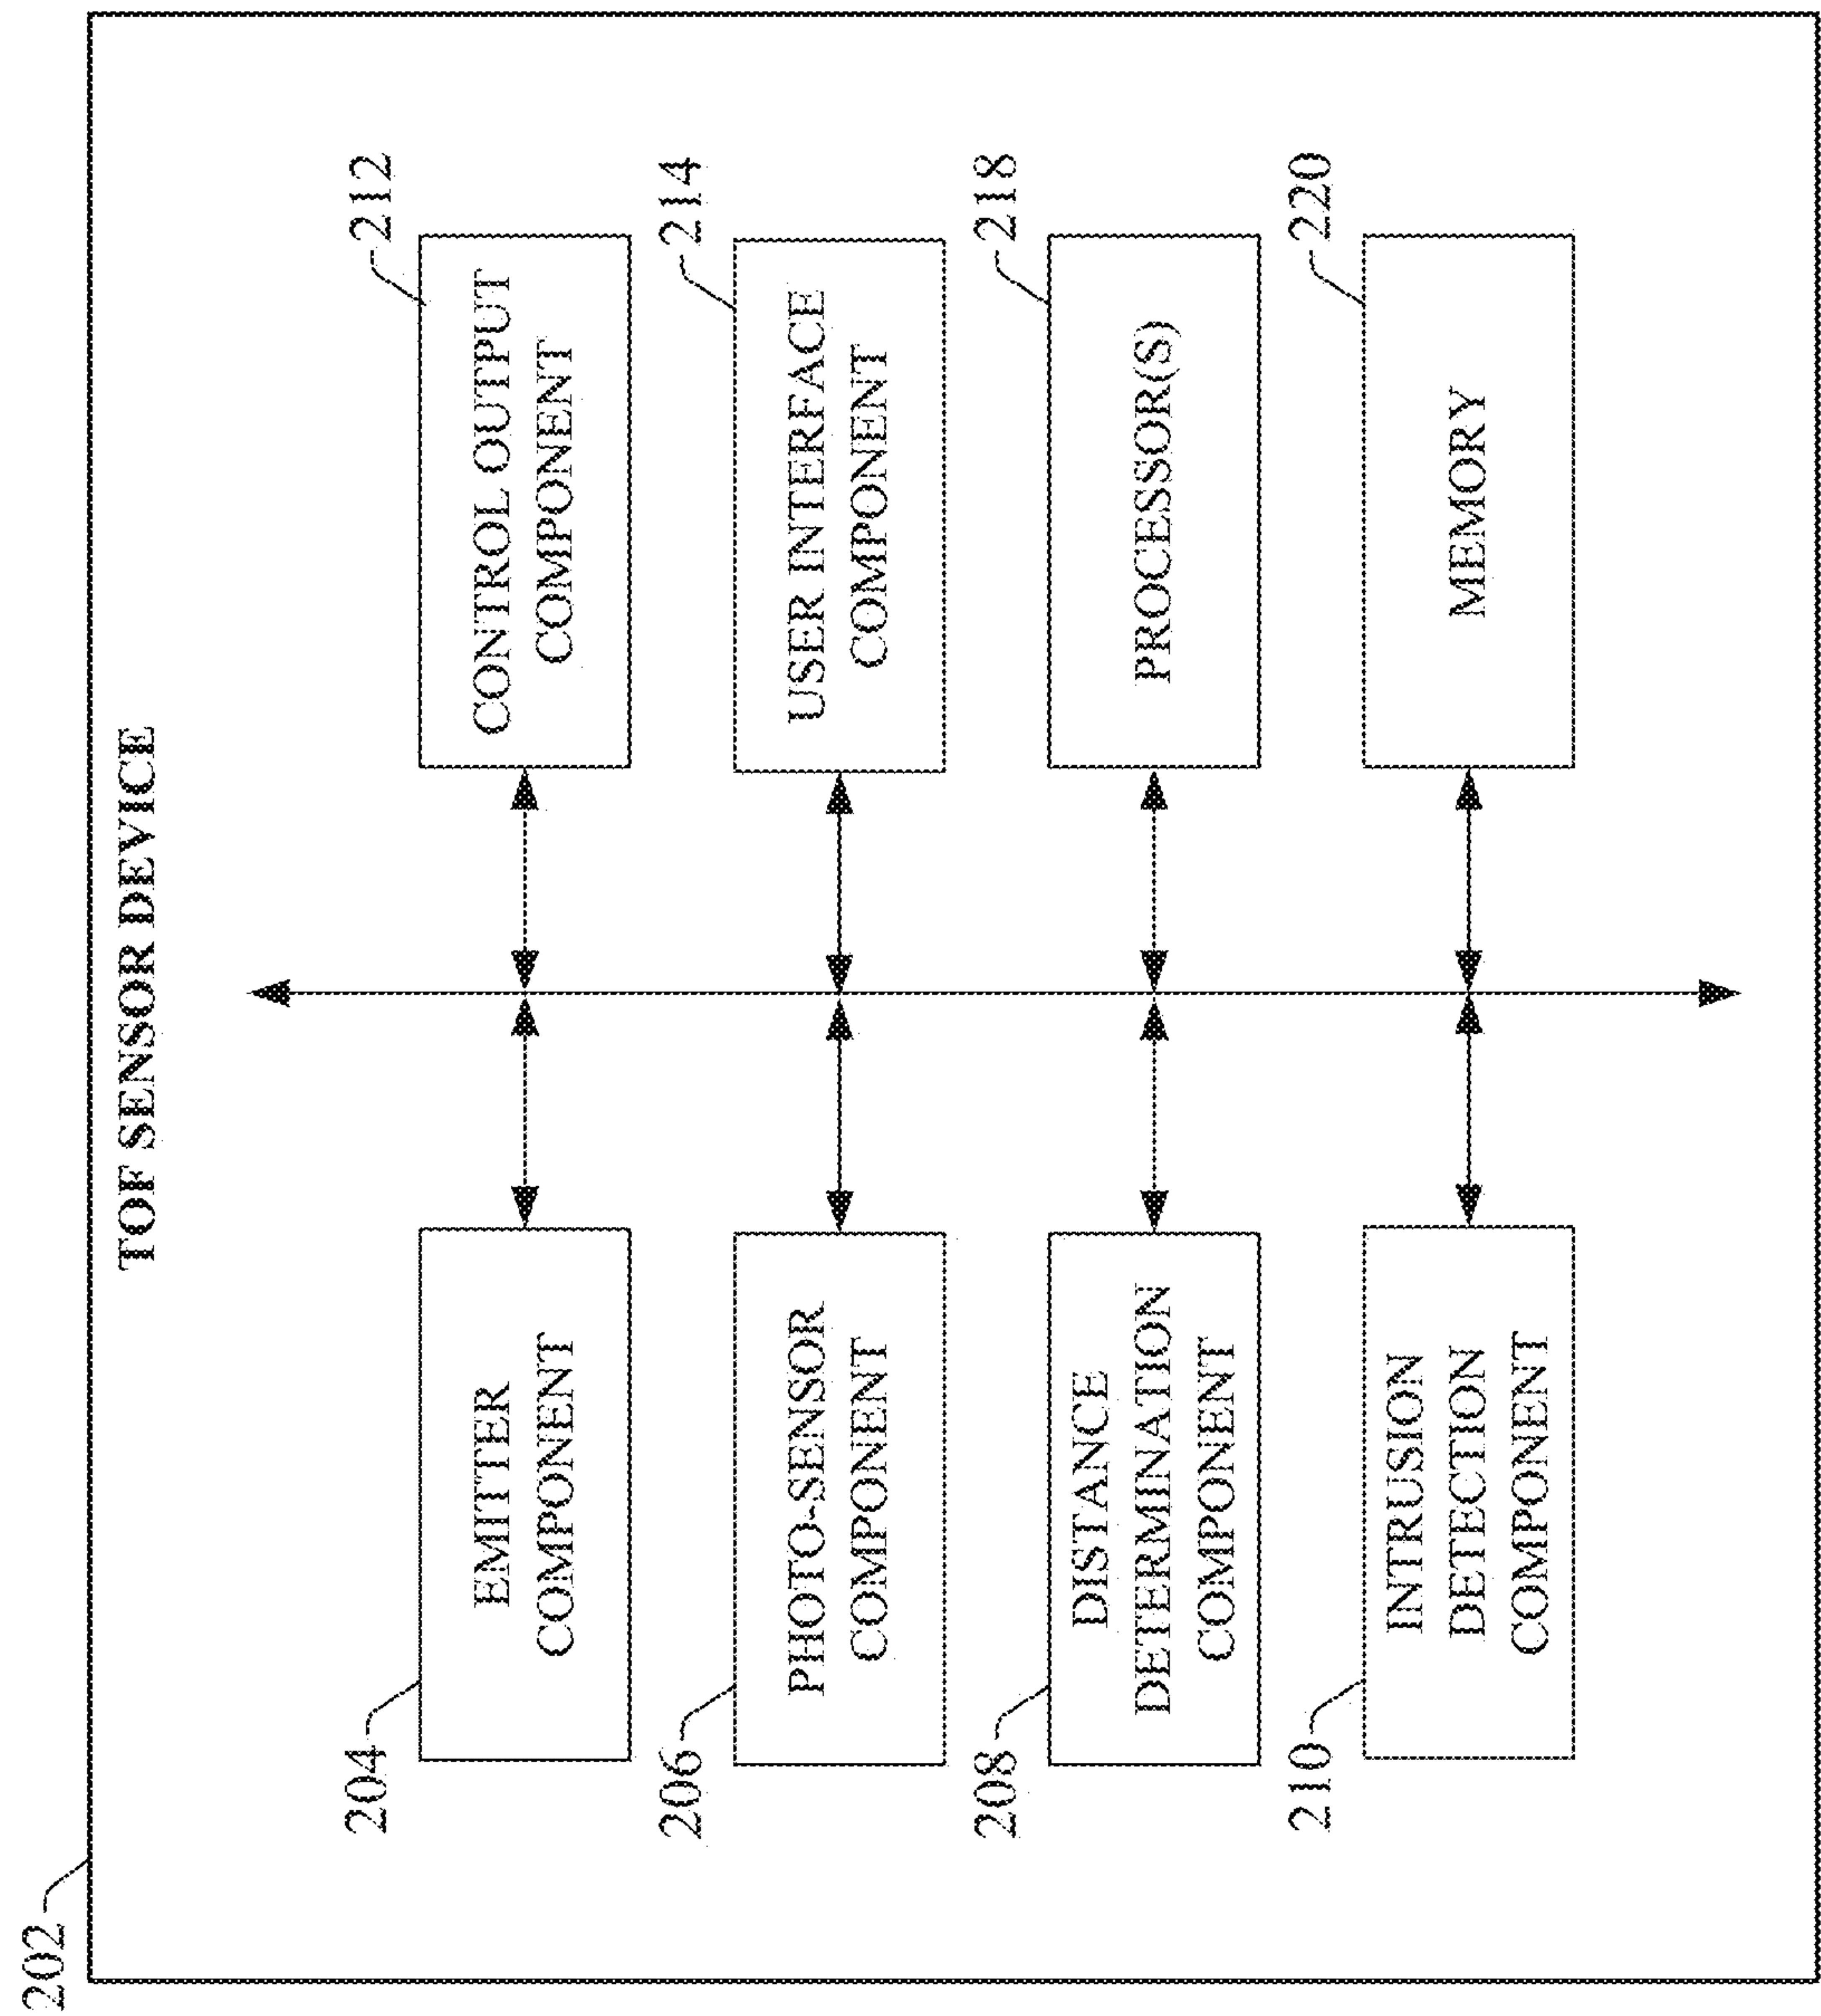 202
TOF SENSOR DEVICE
204
EMITTER
COMPONENT
206
PHOTO-SENSOR
COMPONENT
208
DISTANCE
DETERMINATION
COMPONENT
210
INTRUSION
DETECTION
COMPONENT
212
CONTROL OUTPUT
COMPONENT
214
USER INTERFACE
COMPONENT
218
PROCESSOR(S)
220
MEMORY